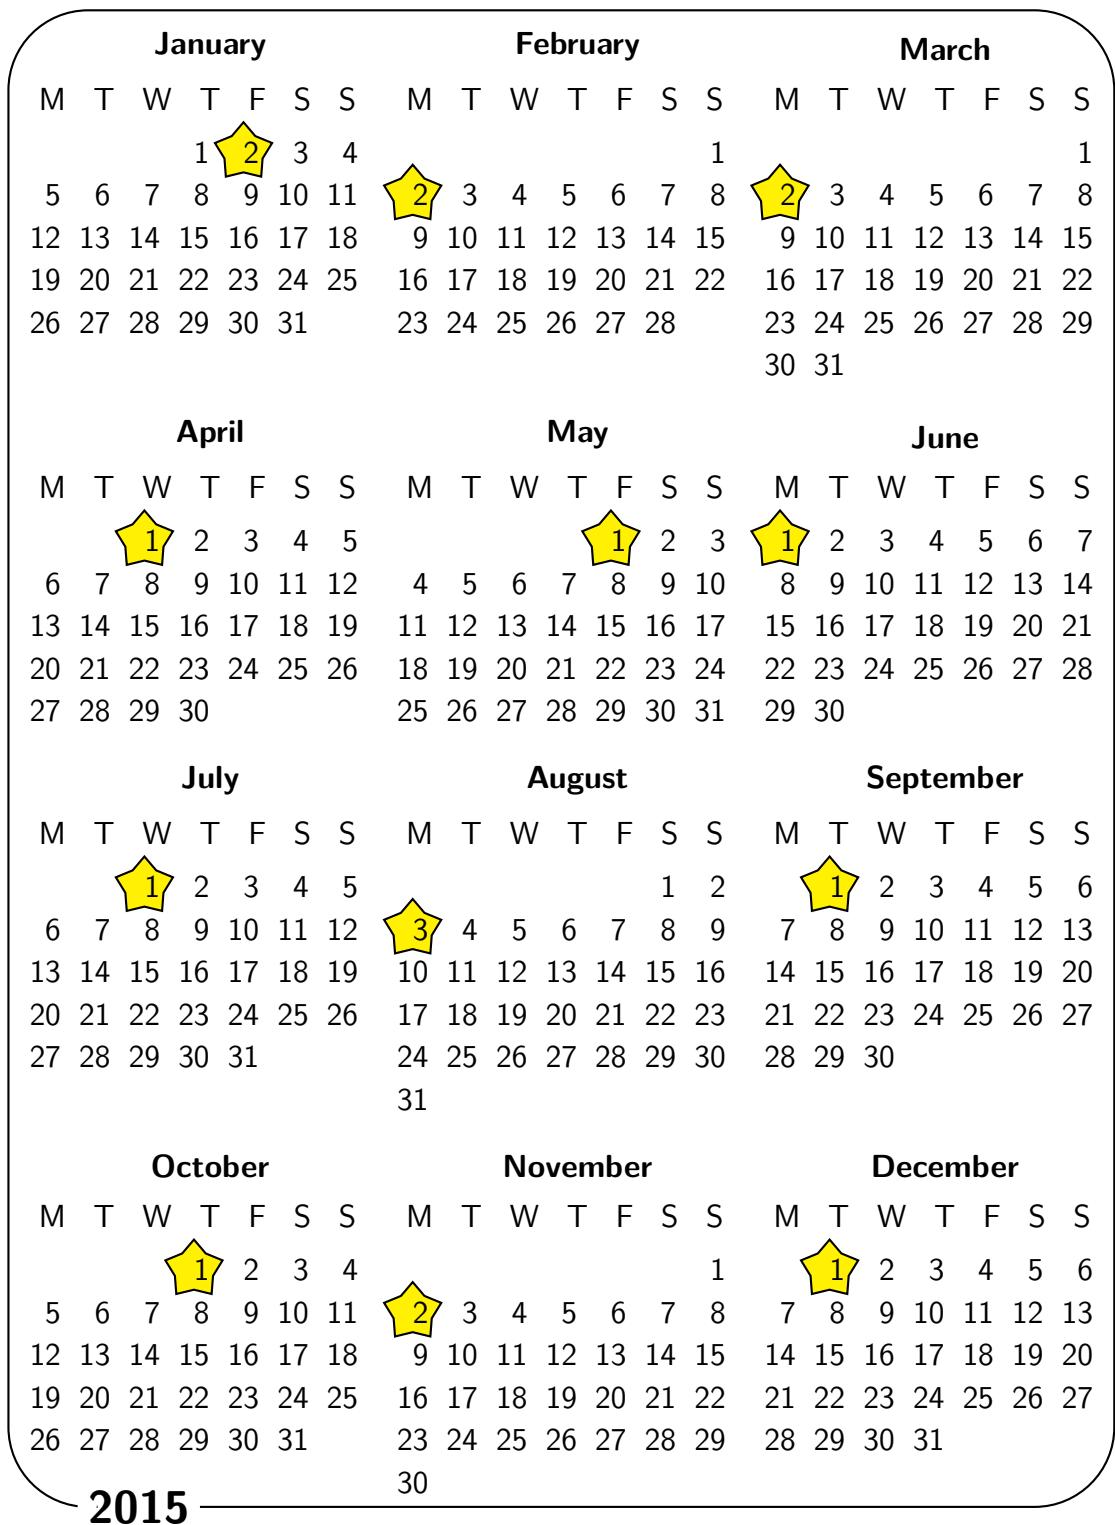 January
M T W T F S S
1 2 3 4
5 6 7 8 9 10 11
12 13 14 15 16 17 18
19 20 21 22 23 24 25
26 27 28 29 30 31
February
M T W T F S S
1
2 3 4 5 6 7 8
9 10 11 12 13 14 15
16 17 18 19 20 21 22
23 24 25 26 27 28
March
M T W T F S S
1
2 3 4 5 6 7 8
9 10 11 12 13 14 15
16 17 18 19 20 21 22
23 24 25 26 27 28 29
30 31
April
M T W T F S S
1 2 3 4 5
6 7 8 9 10 11 12
13 14 15 16 17 18 19
20 21 22 23 24 25 26
27 28 29 30
May
M T W T F S S
1 2 3
4 5 6 7 8 9 10
11 12 13 14 15 16 17
18 19 20 21 22 23 24
25 26 27 28 29 30 31
June
M T W T F S S
1 2 3 4 5 6 7
8 9 10 11 12 13 14
15 16 17 18 19 20 21
22 23 24 25 26 27 28
29 30
July
M T W T F S S
1 2 3 4 5
6 7 8 9 10 11 12
13 14 15 16 17 18 19
20 21 22 23 24 25 26
27 28 29 30 31
August
M T W T F S S
1 2
3 4 5 6 7 8 9
10 11 12 13 14 15 16
17 18 19 20 21 22 23
24 25 26 27 28 29 30
31
September
M T W T F S S
1 2 3 4 5 6
7 8 9 10 11 12 13
14 15 16 17 18 19 20
21 22 23 24 25 26 27
28 29 30
October
M T W T F S S
1 2 3 4
5 6 7 8 9 10 11
12 13 14 15 16 17 18
19 20 21 22 23 24 25
26 27 28 29 30 31
November
M T W T F S S
1
2 3 4 5 6 7 8
9 10 11 12 13 14 15
16 17 18 19 20 21 22
23 24 25 26 27 28 29
30
December
M T W T F S S
1 2 3 4 5 6
7 8 9 10 11 12 13
14 15 16 17 18 19 20
21 22 23 24 25 26 27
28 29 30 31
2015